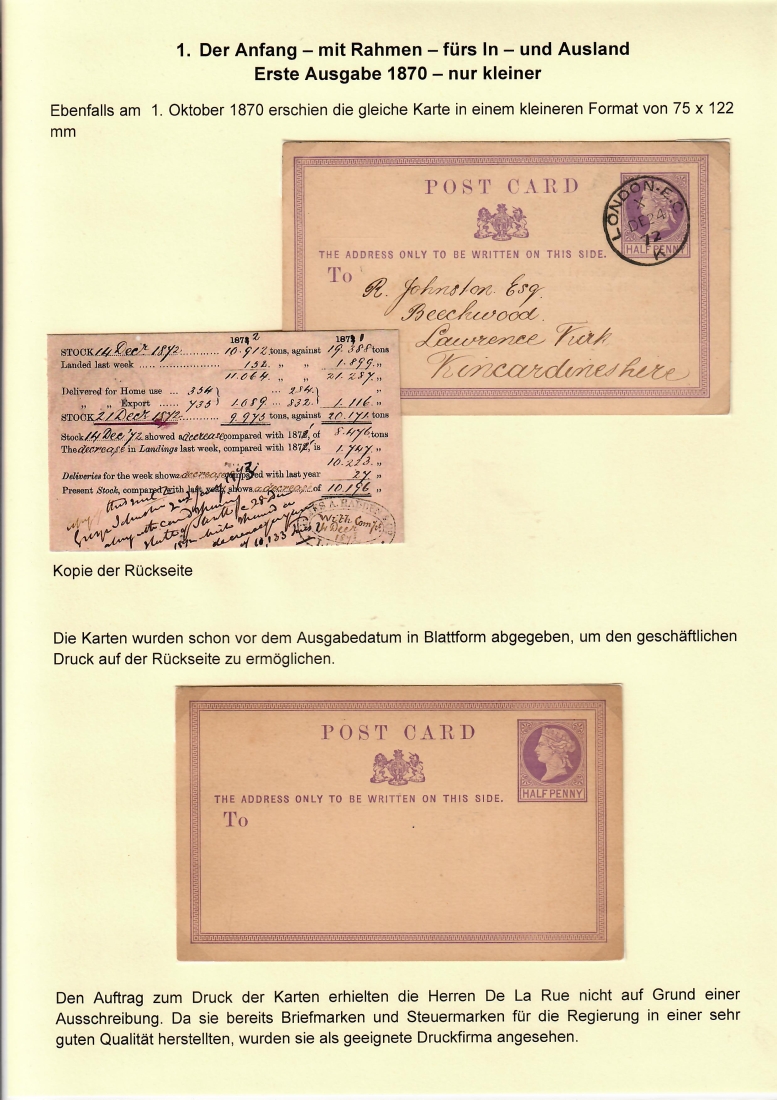 1. Der Anfang – mit Rahmen – fürs In – und Ausland
Erste Ausgabe 1870 – nur kleiner
Ebenfalls am 1. Oktober 1870 erschien die gleiche Karte in einem kleineren Format von 75 x 122
mm
POST CARD
LONDON·E.C
X
DE 24
72
K
HALFPENNY
THE ADDRESS ONLY TO BE WRITTEN ON THIS SIDE.
To
R. Johnston Esq
Beechwood
Lawrence Kirk
Kincardineshere
1872 1871
STOCK 14 Decr 1872 ............ 10.912 tons, against 19.388 tons
Landed last week ...... 152 " " 1.899 "
11.064 " " 21.287 "
Delivered for Home use ... 354 ... 284
" " Export ...... 735 1.089 ... 832 1.116 "
STOCK 21 Decr 1872 ............ 9.975 tons, against 20.171 tons
Stock 14 Dec '72 showed a decrease compared with 1871, of 8.476 tons
The decrease in Landings last week, compared with 1871, is 1.747 "
10.223 "
Deliveries for the week show a decrease compared with last year 27 "
Present Stock, compared with last year, shows a decrease of 10.196 "
Kopie der Rückseite
Die Karten wurden schon vor dem Ausgabedatum in Blattform abgegeben, um den geschäftlichen
Druck auf der Rückseite zu ermöglichen.
POST CARD
HALFPENNY
THE ADDRESS ONLY TO BE WRITTEN ON THIS SIDE.
To
Den Auftrag zum Druck der Karten erhielten die Herren De La Rue nicht auf Grund einer
Ausschreibung. Da sie bereits Briefmarken und Steuermarken für die Regierung in einer sehr
guten Qualität herstellten, wurden sie als geeignete Druckfirma angesehen.